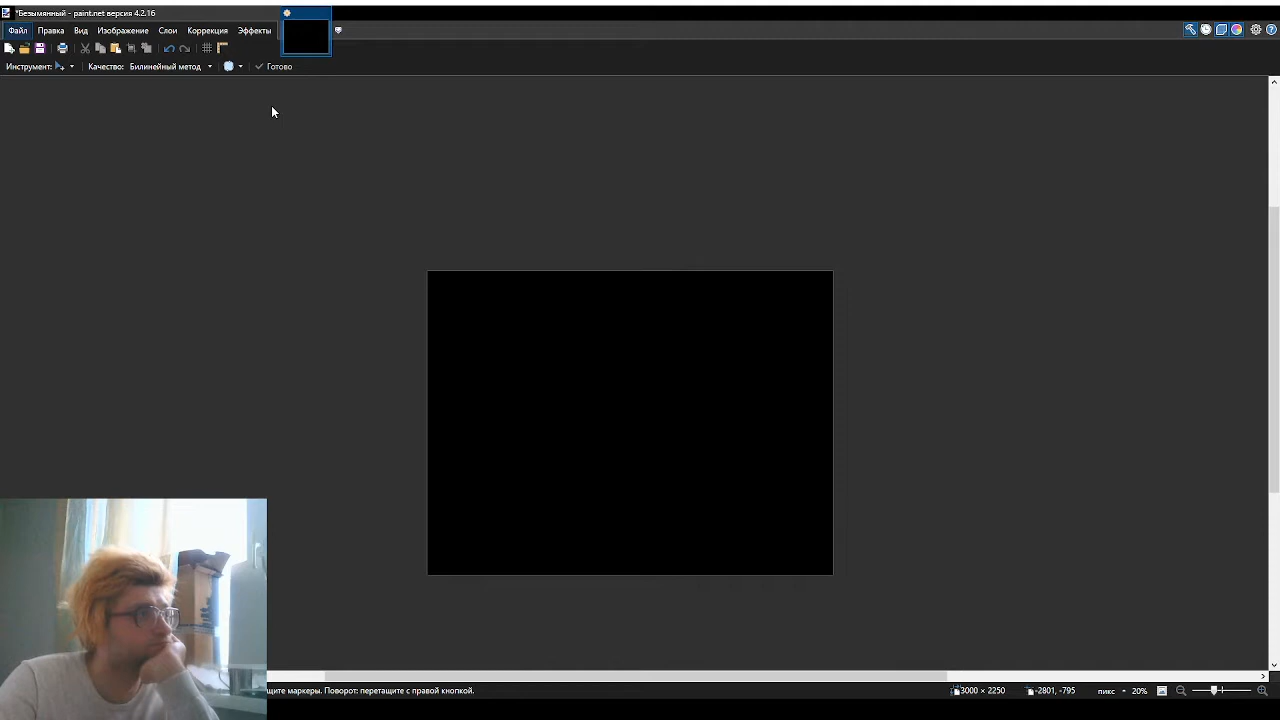 *Безымянный - paint.net версия 4.2.16
Файл Правка Вид Изображение Слои Коррекция Эффекты
Инструмент: Качество: Билинейный метод Готово
щите маркеры. Поворот: перетащите с правой кнопкой.
3000 × 2250 -2801, -795 пикс 20%